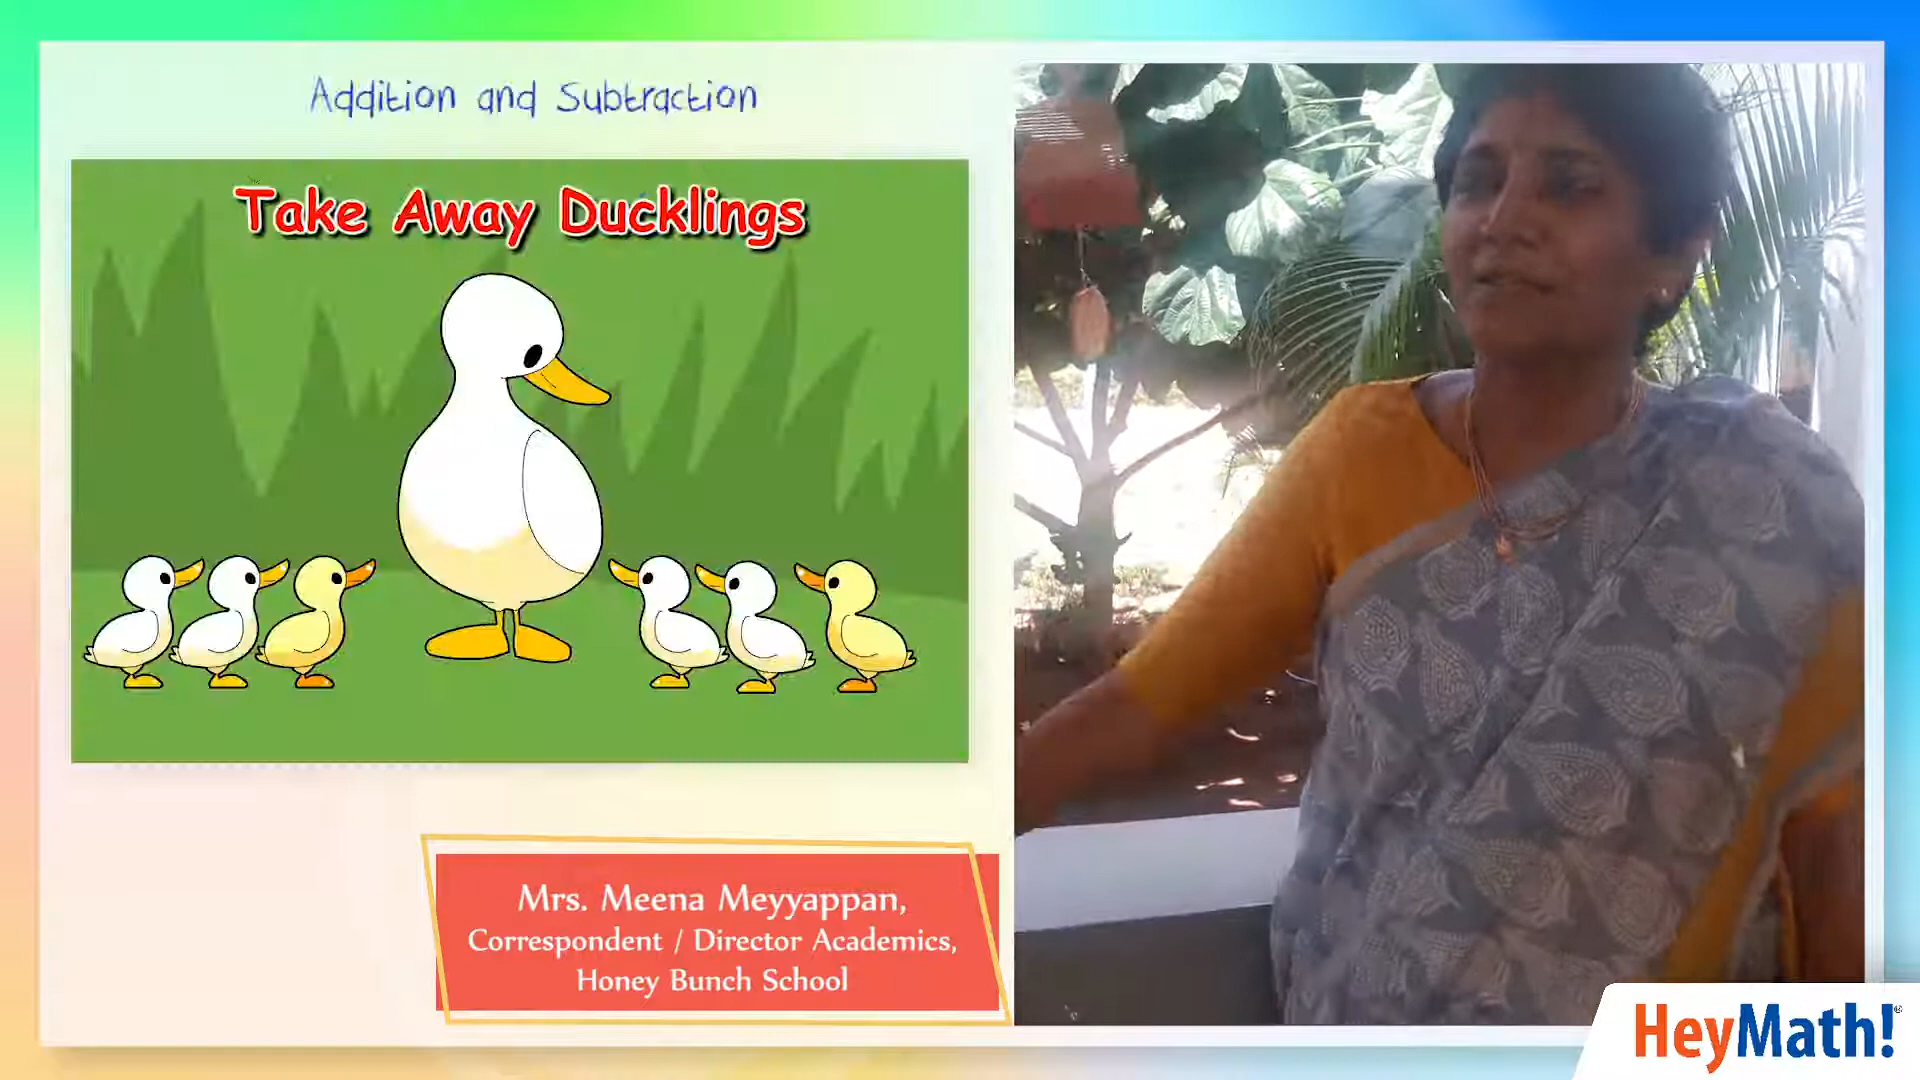 Addition and Subtraction
Take Away Ducklings
Mrs. Meena Meyyappan,
Correspondent / Director Academics,
Honey Bunch School
HeyMath!